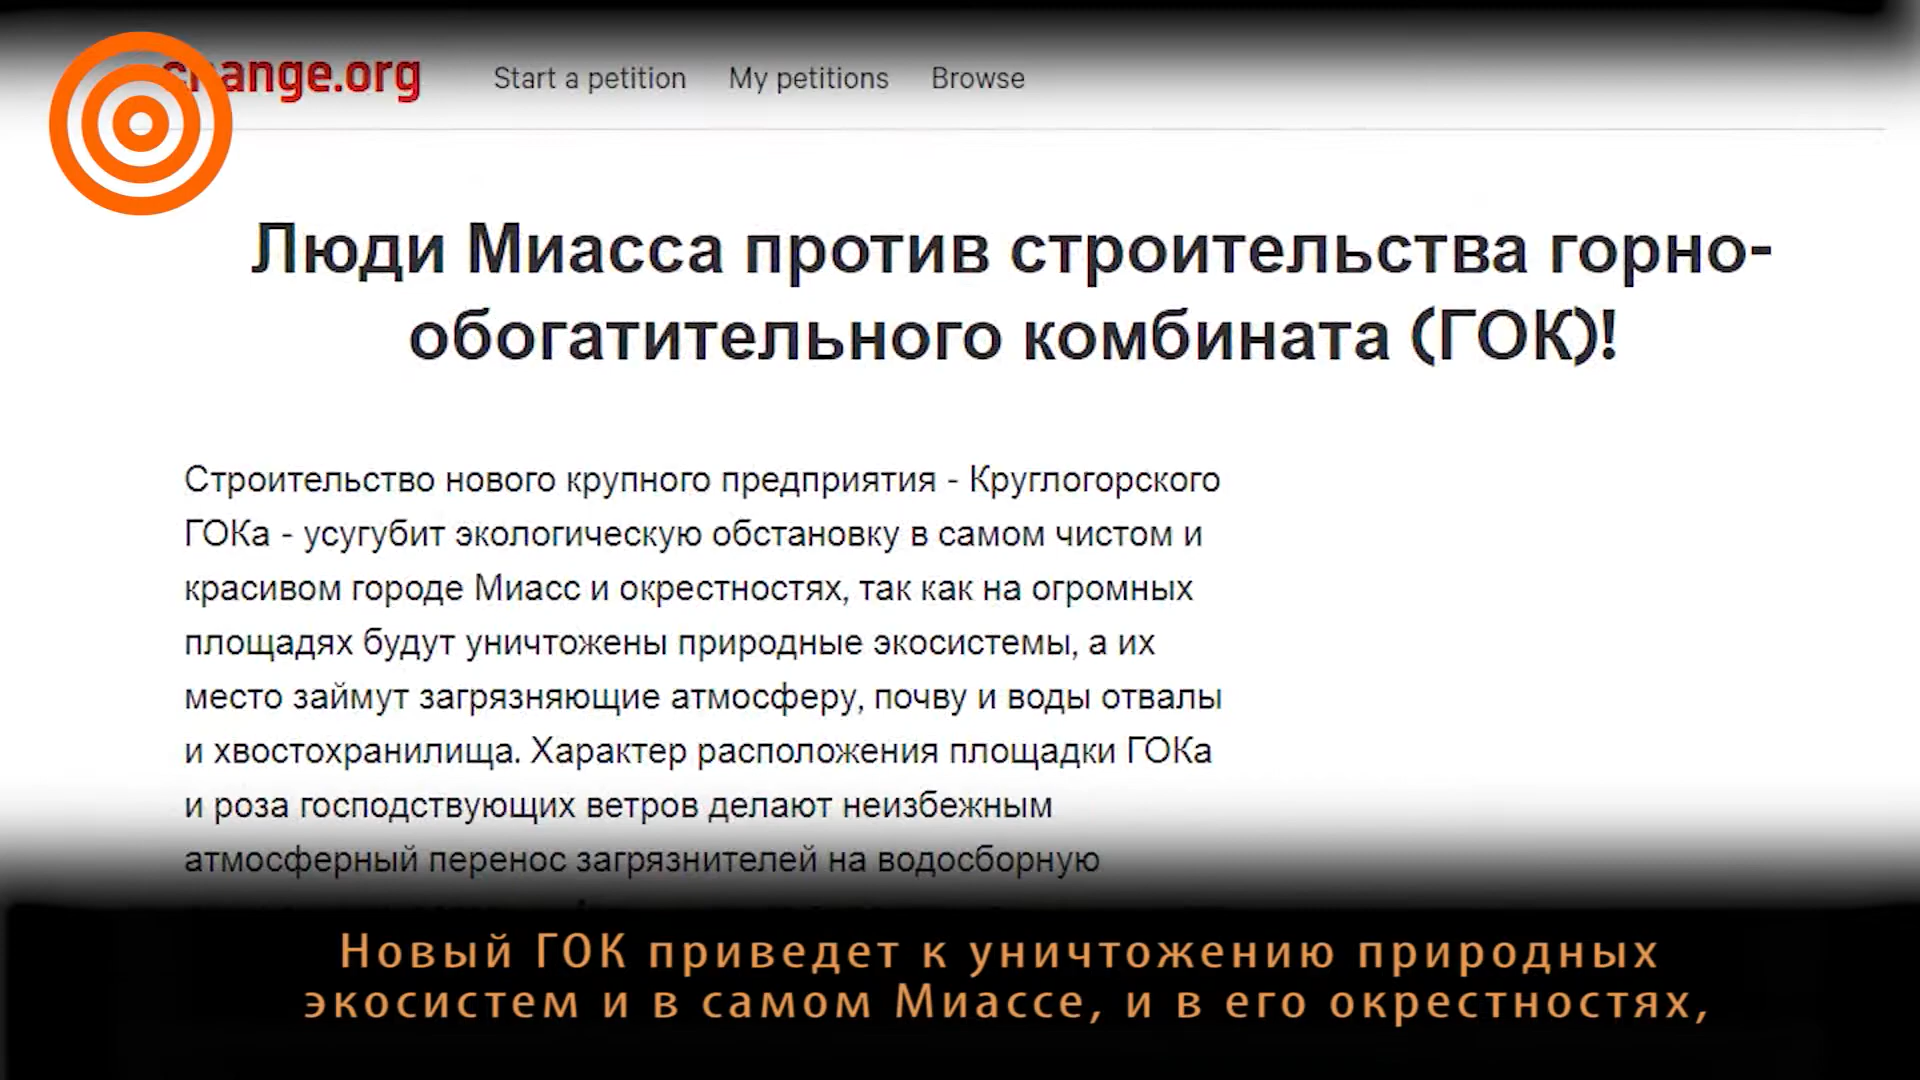 change.org Start a petition My petitions Browse
Люди Миасса против строительства горно-
обогатительного комбината (ГОК)!
Строительство нового крупного предприятия - Круглогорского
ГОКа - усугубит экологическую обстановку в самом чистом и
красивом городе Миасс и окрестностях, так как на огромных
площадях будут уничтожены природные экосистемы, а их
место займут загрязняющие атмосферу, почву и воды отвалы
и хвостохранилища. Характер расположения площадки ГОКа
и роза господствующих ветров делают неизбежным
атмосферный перенос загрязнителей на водосборную
Новый ГОК приведет к уничтожению природных
экосистем и в самом Миассе, и в его окрестностях,